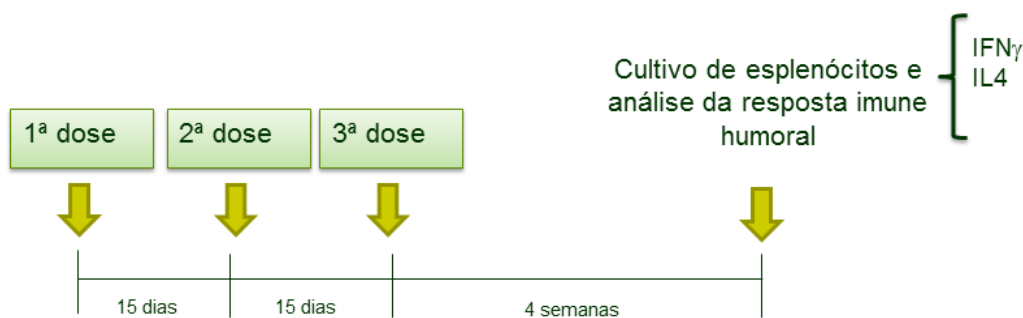 Cultivo de esplenócitos e
análise da resposta imune
humoral
IFNγ
IL4
1ª dose
2ª dose
3ª dose
15 dias
15 dias
4 semanas